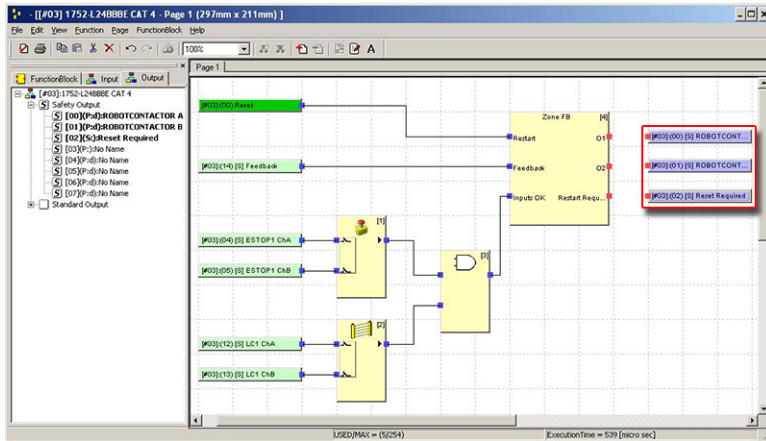 - [[#03] 1752-L24BBBE CAT 4 - Page 1 (297mm x 211mm) ]
File Edit View Function Page FunctionBlock Help
100%
A
FunctionBlock Input Output
Page 1
[#03]:1752-L24BBBE CAT 4
Safety Output
[00](P:d):ROBOTCONTACTOR A
[01](P:d):ROBOTCONTACTOR B
[02](S:):Reset Required
[03](P:):No Name
[04](P:d):No Name
[05](P:d):No Name
[06](P:d):No Name
[07](P:d):No Name
Standard Output
[#03]:(00) Reset
Zone FB [4]
Restart O1
[#03]:(00) [S] ROBOTCONT...
[#03]:(14) [S] Feedback
Feedback O2
[#03]:(01) [S] ROBOTCONT...
Inputs OK Restart Requ...
[#03]:(02) [S] Reset Required
[1]
[#03]:(04) [S] ESTOP1 ChA
[3]
[#03]:(05) [S] ESTOP1 ChB
[2]
[#03]:(12) [S] LC1 ChA
[#03]:(13) [S] LC1 ChB
USED/MAX = (5/254)
ExecutionTime = 539 [micro sec]